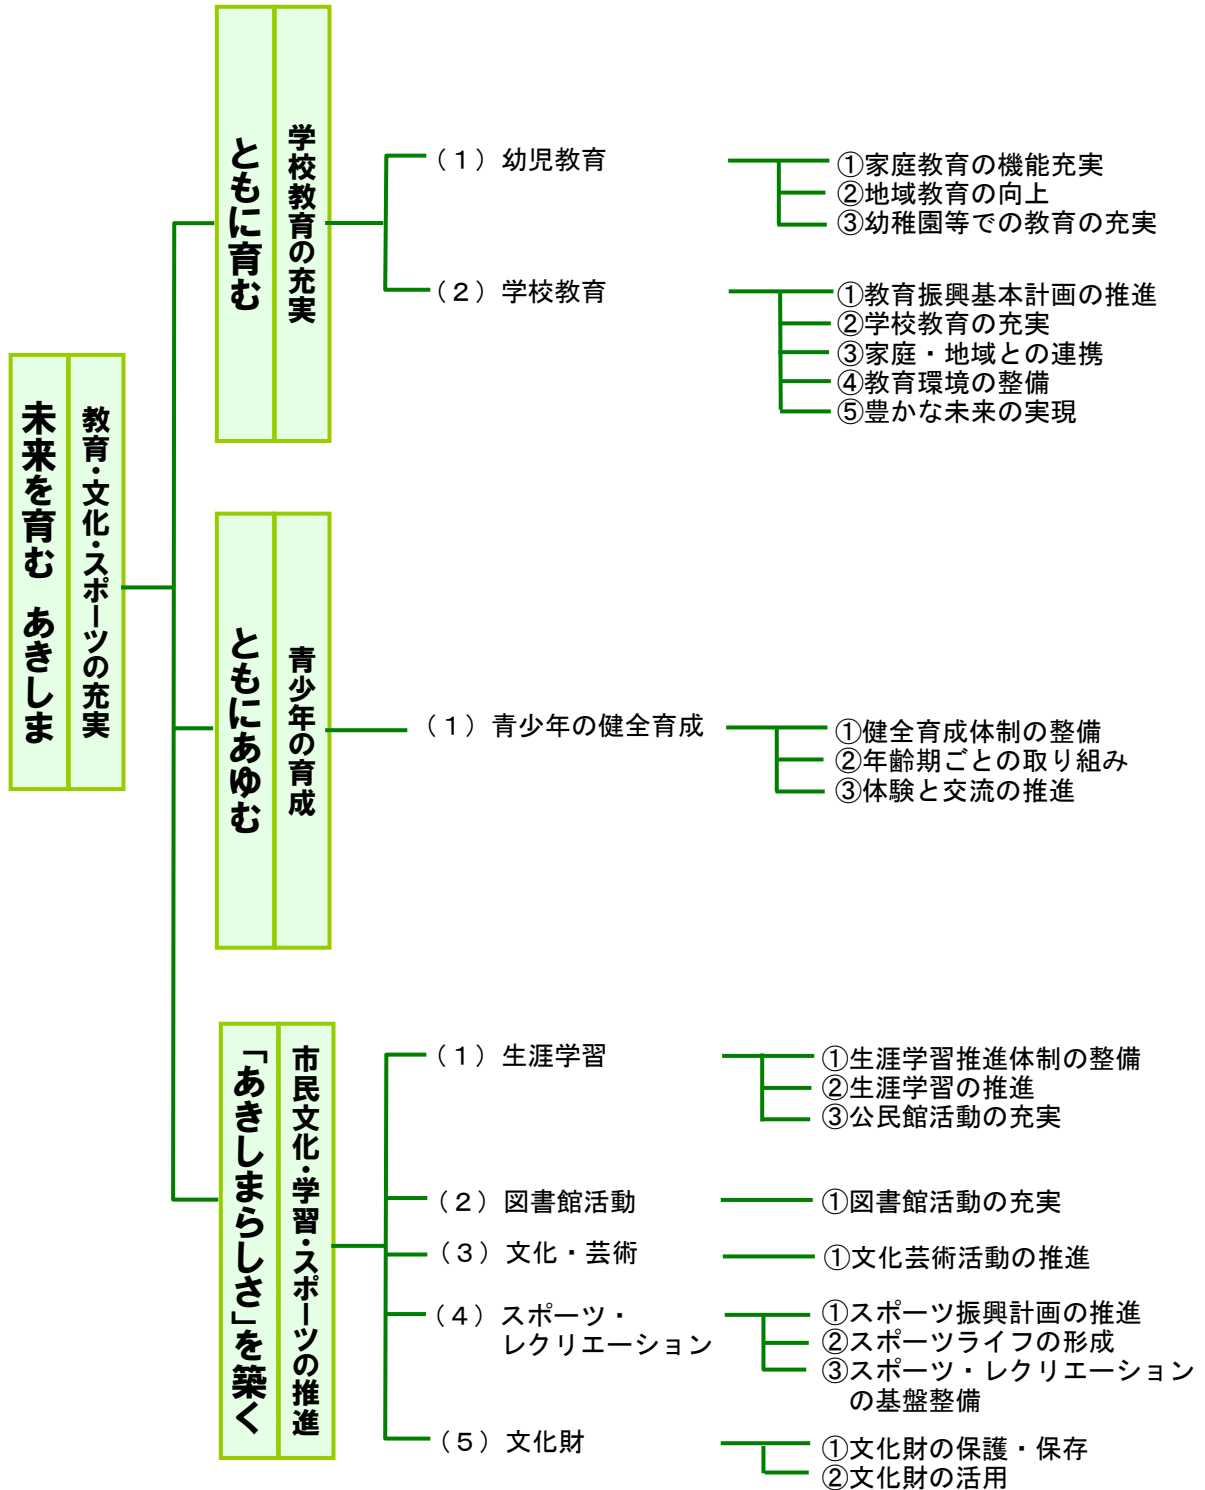 未来を育む あきしま
教育・文化・スポーツの充実
ともに育む
学校教育の充実
（１）幼児教育
①家庭教育の機能充実
②地域教育の向上
③幼稚園等での教育の充実
（２）学校教育
①教育振興基本計画の推進
②学校教育の充実
③家庭・地域との連携
④教育環境の整備
⑤豊かな未来の実現
ともにあゆむ
青少年の育成
（１）青少年の健全育成
①健全育成体制の整備
②年齢期ごとの取り組み
③体験と交流の推進
「あきしまらしさ」を築く
市民文化・学習・スポーツの推進
（１）生涯学習
①生涯学習推進体制の整備
②生涯学習の推進
③公民館活動の充実
（２）図書館活動
①図書館活動の充実
（３）文化・芸術
①文化芸術活動の推進
（４）スポーツ・
レクリエーション
①スポーツ振興計画の推進
②スポーツライフの形成
③スポーツ・レクリエーション
の基盤整備
（５）文化財
①文化財の保護・保存
②文化財の活用